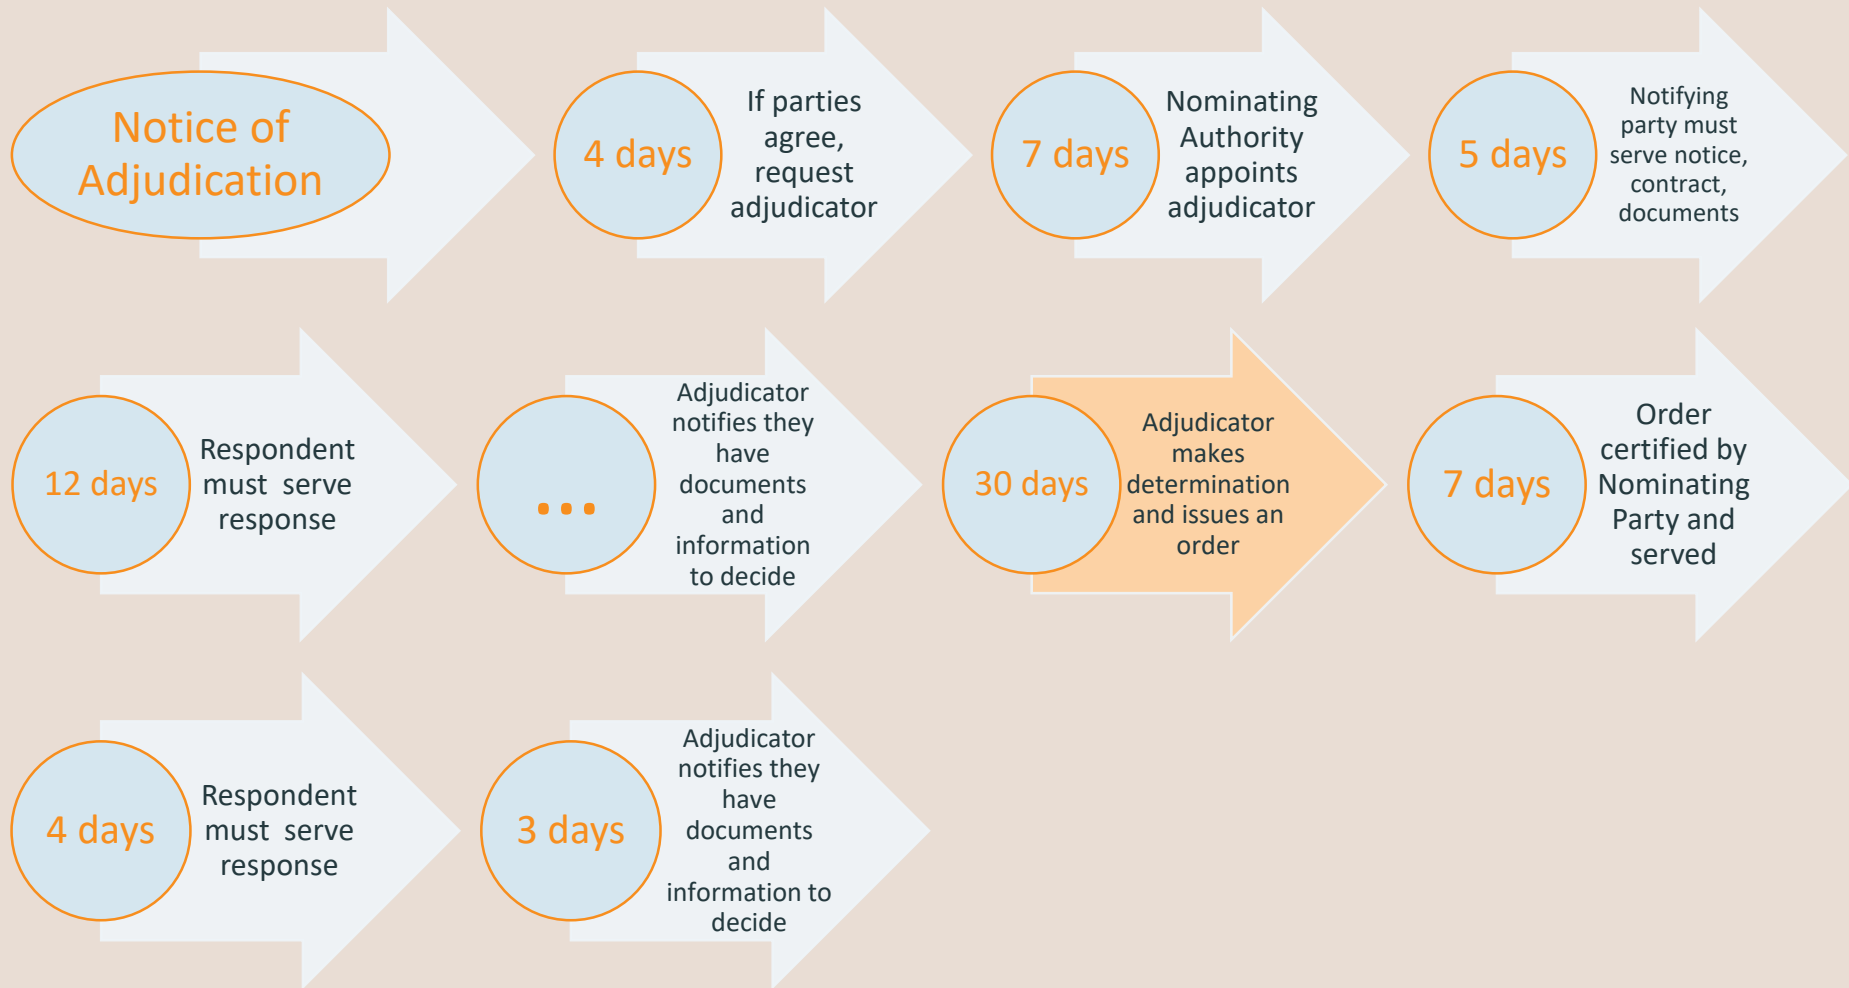 Notice of
Adjudication
4 days
If parties
agree,
request
adjudicator
7 days
Nominating
Authority
appoints
adjudicator
5 days
Notifying
party must
serve notice,
contract,
documents
12 days
Respondent
must serve
response
...
Adjudicator
notifies they
have
documents
and
information
to decide
30 days
Adjudicator
makes
determination
and issues an
order
7 days
Order
certified by
Nominating
Party and
served
4 days
Respondent
must serve
response
3 days
Adjudicator
notifies they
have
documents
and
information to
decide